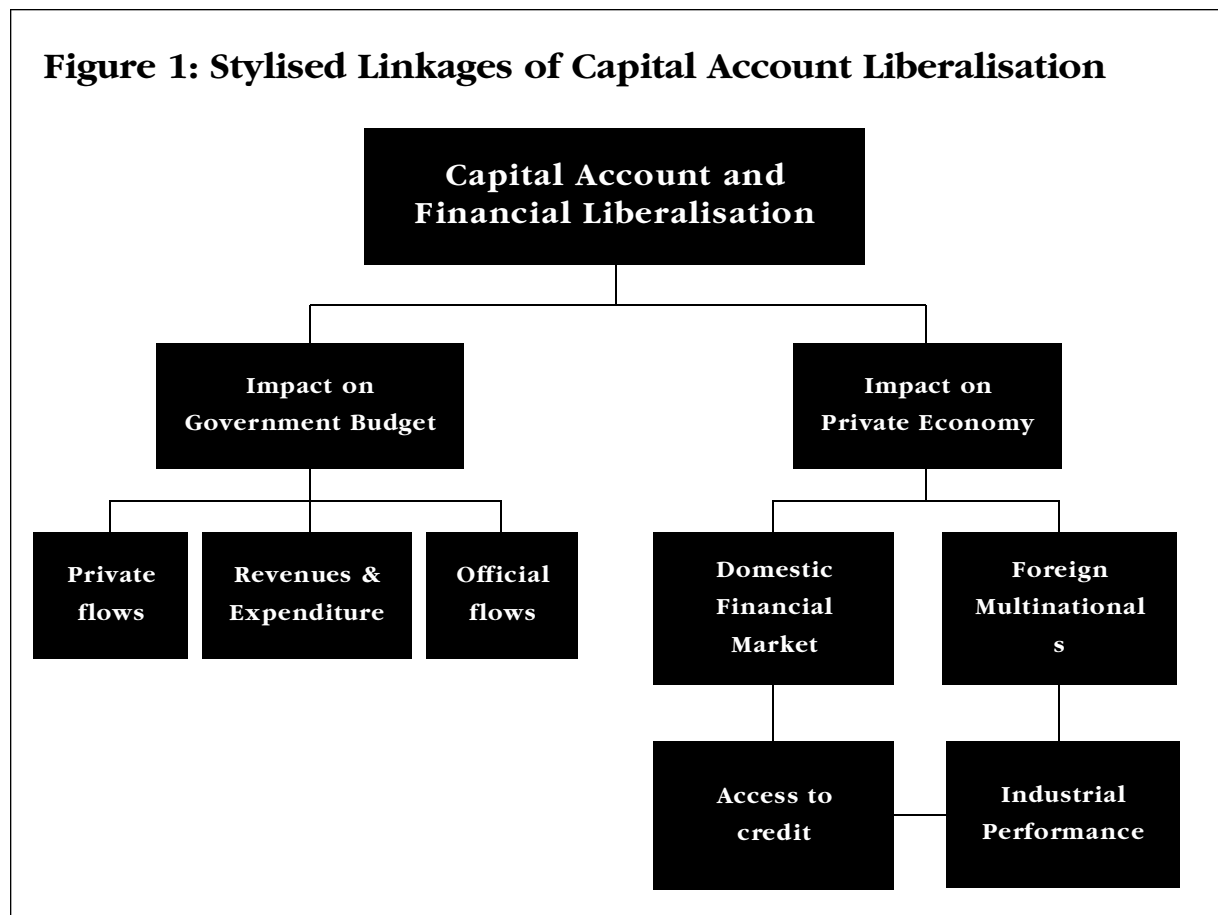 Figure 1: Stylised Linkages of Capital Account Liberalisation
Capital Account and
Financial Liberalisation
Impact on
Government Budget
Impact on
Private Economy
Private
flows
Revenues &
Expenditure
Official
flows
Domestic
Financial
Market
Foreign
Multinational
s
Access to
credit
Industrial
Performance